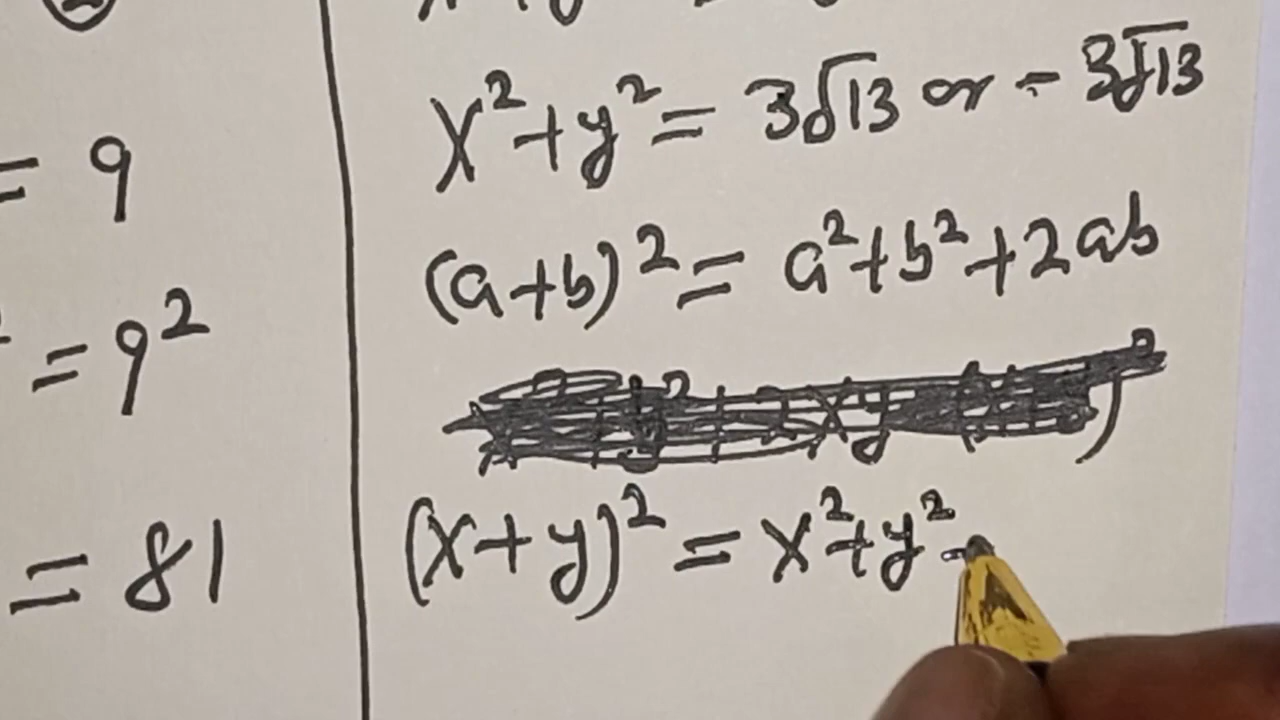 = 9
= 9²
= 81
x²+y² = 3√13 or - 3√13
(a+b)² = a²+b²+2ab
(x+y)² = x²+y²-